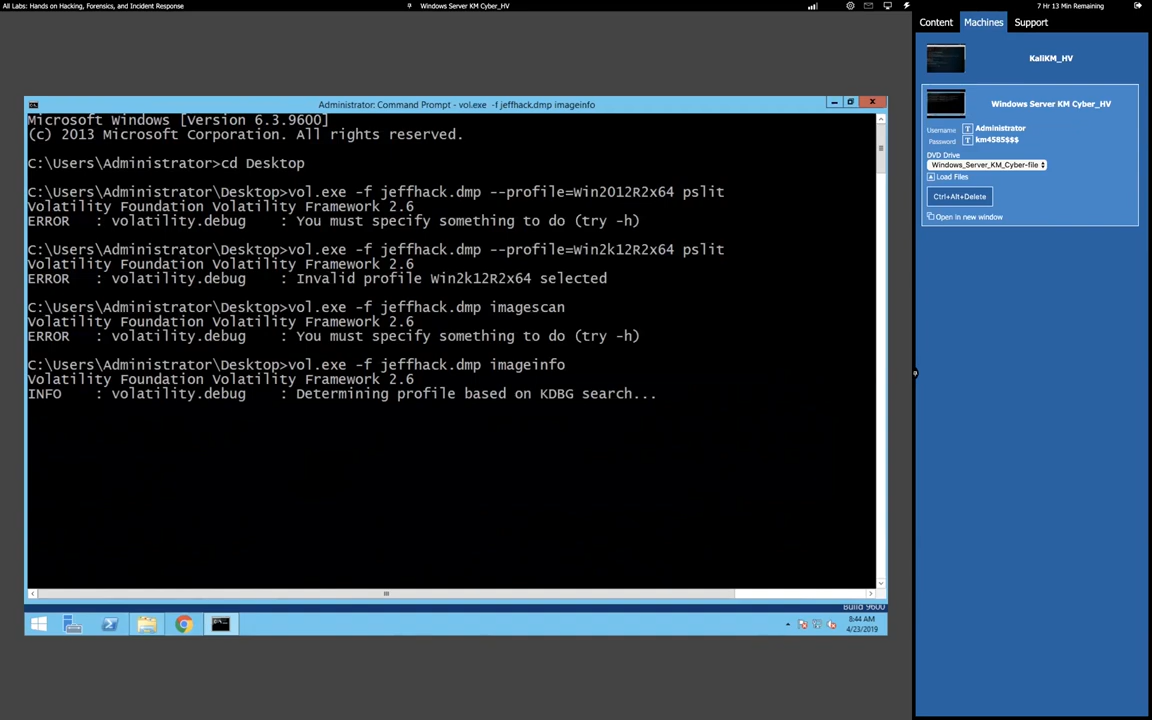 All Labs: Hands on Hacking, Forensics, and Incident Response
Windows Server KM Cyber_HV
7 Hr 13 Min Remaining
Content
Machines
Support
KaliKM_HV
Windows Server KM Cyber_HV
Username
Administrator
Password
km4585$$$
DVD Drive
Windows_Server_KM_Cyber-file
Load Files
Ctrl+Alt+Delete
Open in new window
Administrator: Command Prompt - vol.exe -f jeffhack.dmp imageinfo
Microsoft Windows [Version 6.3.9600]
(c) 2013 Microsoft Corporation. All rights reserved.
C:\Users\Administrator>cd Desktop
C:\Users\Administrator\Desktop>vol.exe -f jeffhack.dmp --profile=Win2012R2x64 pslit
Volatility Foundation Volatility Framework 2.6
ERROR   : volatility.debug    : You must specify something to do (try -h)
C:\Users\Administrator\Desktop>vol.exe -f jeffhack.dmp --profile=Win2k12R2x64 pslit
Volatility Foundation Volatility Framework 2.6
ERROR   : volatility.debug    : Invalid profile Win2k12R2x64 selected
C:\Users\Administrator\Desktop>vol.exe -f jeffhack.dmp imagescan
Volatility Foundation Volatility Framework 2.6
ERROR   : volatility.debug    : You must specify something to do (try -h)
C:\Users\Administrator\Desktop>vol.exe -f jeffhack.dmp imageinfo
Volatility Foundation Volatility Framework 2.6
INFO    : volatility.debug    : Determining profile based on KDBG search...
Build 9600
8:44 AM
4/23/2019